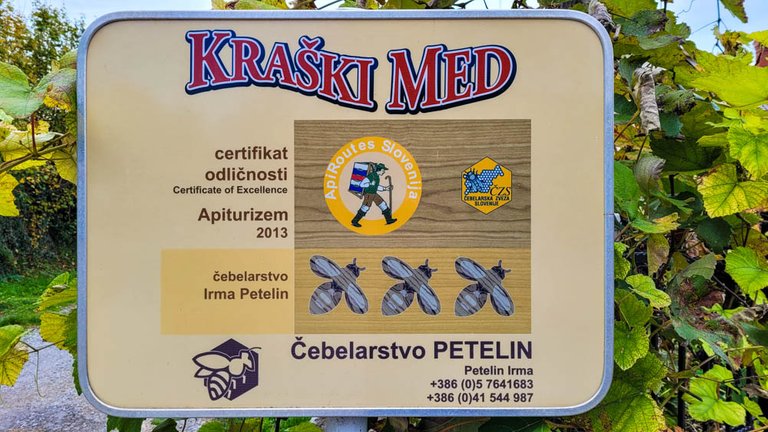 KRAŠKI MED
certifikat
odličnosti
Certificate of Excellence
Apiturizem
2013
ApiRoutes Slovenija
ČZS
ČEBELARSKA ZVEZA
SLOVENIJE
čebelarstvo
Irma Petelin
Čebelarstvo PETELIN
Petelin Irma
+386 (0)5 7641683
+386 (0)41 544 987